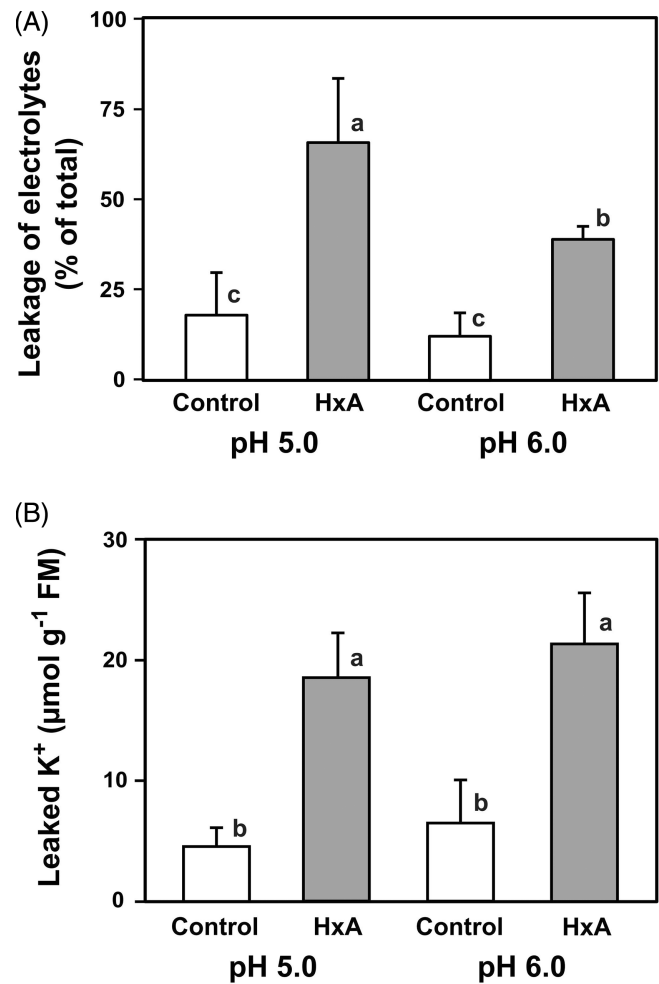 (A)
Leakage of electrolytes
(% of total)
100
75
50
25
0
c
a
c
b
Control HxA Control HxA
pH 5.0 pH 6.0
(B)
Leaked K⁺ (µmol g⁻¹ FM)
30
20
10
0
b
a
b
a
Control HxA Control HxA
pH 5.0 pH 6.0